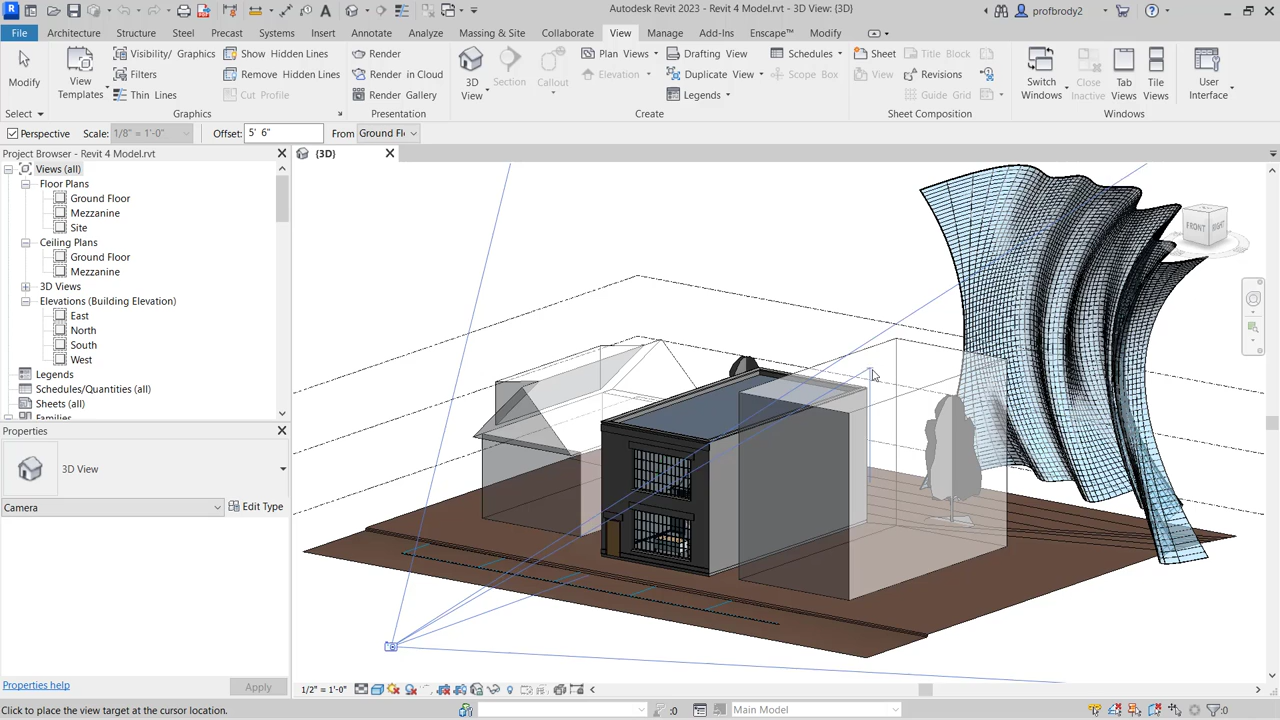 Autodesk Revit 2023 - Revit 4 Model.rvt - 3D View: {3D}
profbrody2
File Architecture Structure Steel Precast Systems Insert Annotate Analyze Massing & Site Collaborate View Manage Add-Ins Enscape™ Modify
Modify
View Templates
Visibility/ Graphics
Filters
Thin Lines
Show Hidden Lines
Remove Hidden Lines
Cut Profile
Render
Render in Cloud
Render Gallery
3D View
Section
Callout
Plan Views
Elevation
Drafting View
Duplicate View
Legends
Schedules
Scope Box
Sheet
View
Title Block
Revisions
Guide Grid
Switch Windows
Close Inactive
Tab Views
Tile Views
User Interface
Select Graphics Presentation Create Sheet Composition Windows
Perspective Scale: 1/8" = 1'-0" Offset: 5' 6" From Ground Fl
Project Browser - Revit 4 Model.rvt
{3D}
Views (all)
Floor Plans
Ground Floor
Mezzanine
Site
Ceiling Plans
Ground Floor
Mezzanine
3D Views
Elevations (Building Elevation)
East
North
South
West
Legends
Schedules/Quantities (all)
Sheets (all)
Families
FRONT
RIGHT
Properties
3D View
Camera
Edit Type
Properties help
Apply
1/2" = 1'-0"
Click to place the view target at the cursor location.
:0
Main Model
:0